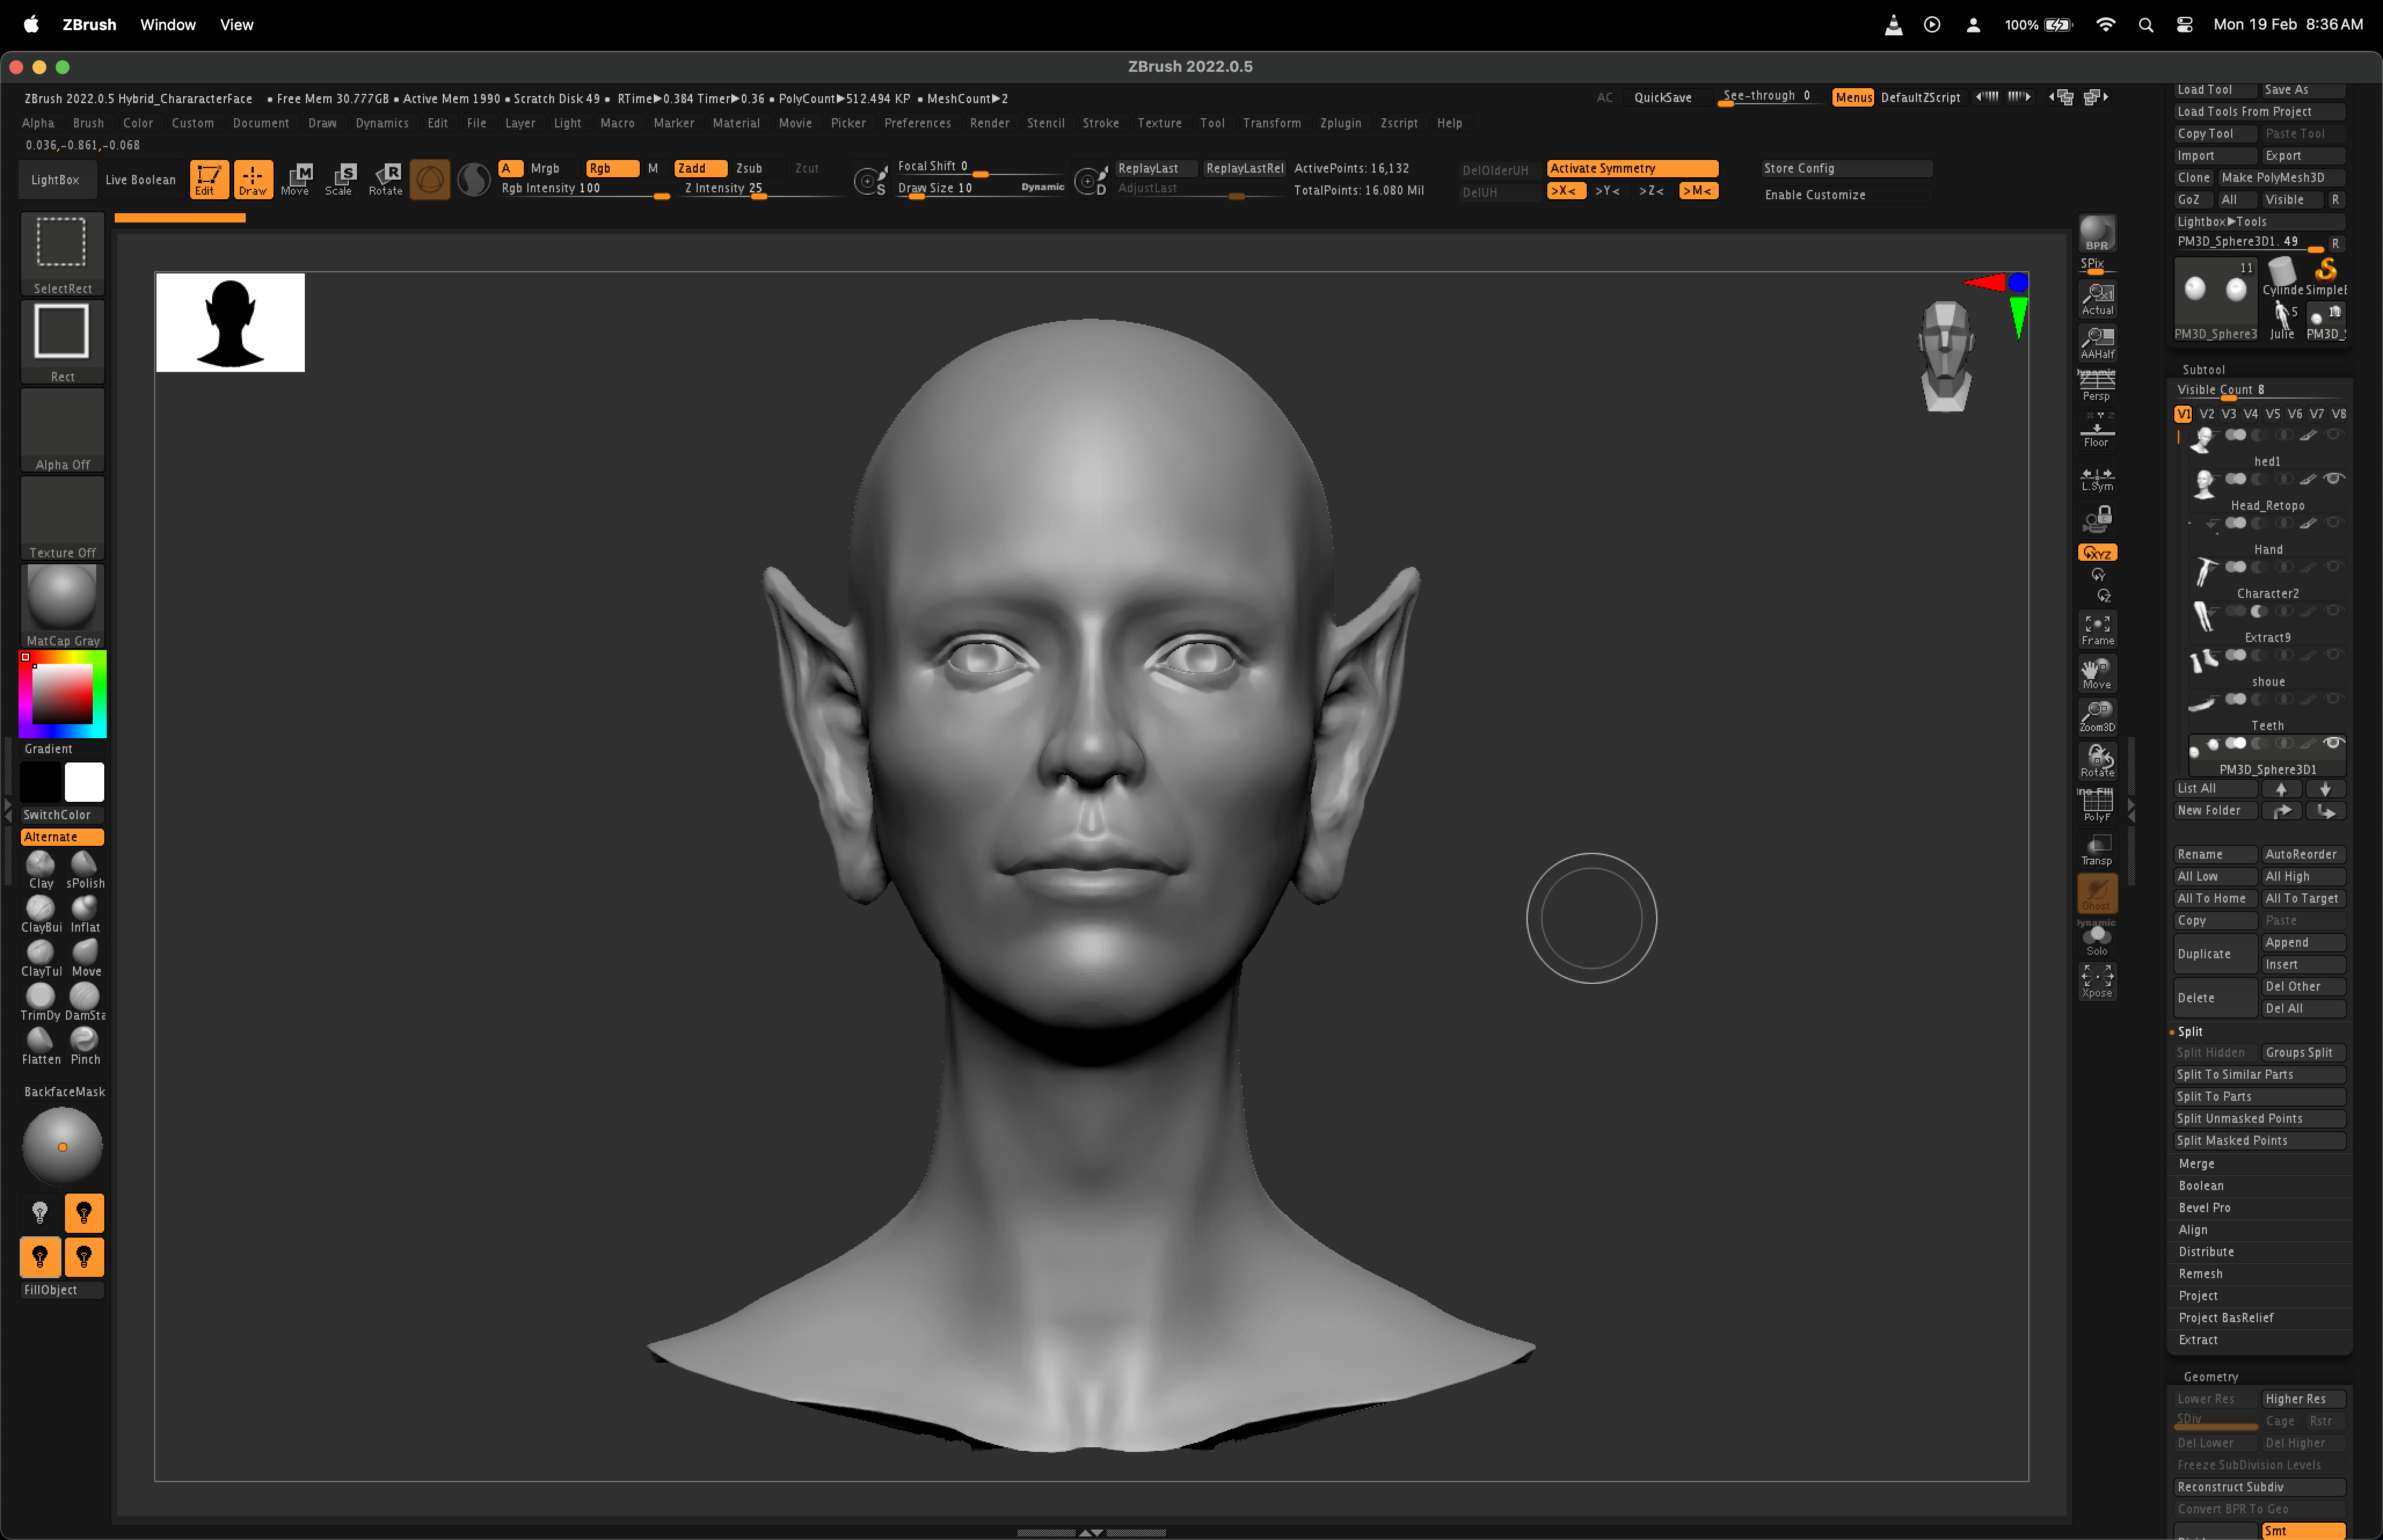 ZBrush Window View 100% Mon 19 Feb 8:36AM
ZBrush 2022.0.5
ZBrush 2022.0.5 Hybrid_ChararacterFace • Free Mem 30.777GB • Active Mem 1990 • Scratch Disk 49 • RTime▶0.384 Timer▶0.36 • PolyCount▶512.494 KP • MeshCount▶2 AC QuickSave See-through 0 Menus DefaultZScript
Alpha Brush Color Custom Document Draw Dynamics Edit File Layer Light Macro Marker Material Movie Picker Preferences Render Stencil Stroke Texture Tool Transform Zplugin Zscript Help
0.036,-0.861,-0.068
LightBox Live Boolean Edit Draw Move Scale Rotate
A Mrgb Rgb M Zadd Zsub Zcut
Rgb Intensity 100 Z Intensity 25
Focal Shift 0
Draw Size 10 Dynamic
S D
ReplayLast ReplayLastRel
AdjustLast
ActivePoints: 16,132
TotalPoints: 16.080 Mil
DelOlderUH
DelUH
Activate Symmetry
>X< >Y< >Z< >M<
Store Config
Enable Customize
SelectRect
Rect
Alpha Off
Texture Off
MatCap Gray
Gradient
SwitchColor
Alternate
Clay sPolish
ClayBui Inflat
ClayTul Move
TrimDy DamSta
Flatten Pinch
BackfaceMask
FillObject
BPR
SPix
Actual
AAHalf
Dynamic
Persp
Floor
L.Sym
XYZ
Y
Z
Frame
Move
Zoom3D
Rotate
PolyF
Transp
Ghost
Solo
Xpose
Load Tool Save As
Load Tools From Project
Copy Tool Paste Tool
Import Export
Clone Make PolyMesh3D
GoZ All Visible R
Lightbox▶Tools
PM3D_Sphere3D1. 49 R
11
Cylinde SimpleE
5 11
PM3D_Sphere3 Julie PM3D_S
Subtool
Visible Count 8
V1 V2 V3 V4 V5 V6 V7 V8
hed1
Head_Retopo
Hand
Character2
Extract9
shoue
Teeth
PM3D_Sphere3D1
List All
New Folder
Rename AutoReorder
All Low All High
All To Home All To Target
Copy Paste
Duplicate Append
Insert
Delete Del Other
Del All
Split
Split Hidden Groups Split
Split To Similar Parts
Split To Parts
Split Unmasked Points
Split Masked Points
Merge
Boolean
Bevel Pro
Align
Distribute
Remesh
Project
Project BasRelief
Extract
Geometry
Lower Res Higher Res
SDiv Cage Rstr
Del Lower Del Higher
Freeze SubDivision Levels
Reconstruct Subdiv
Convert BPR To Geo
Smt